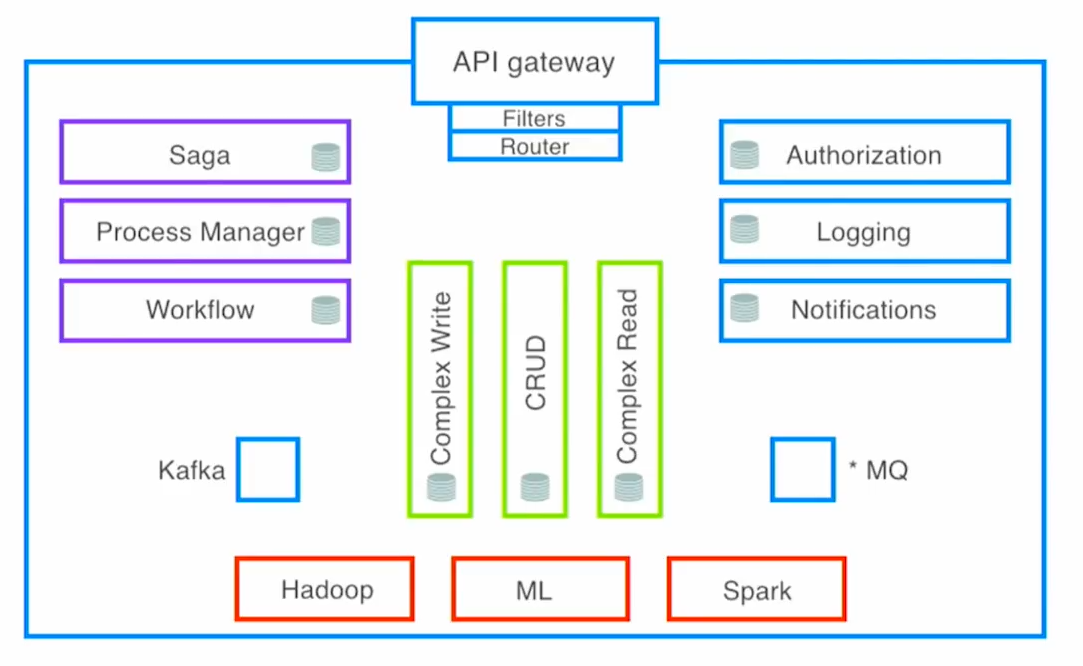 API gateway
Filters
Router
Saga
Process Manager
Workflow
Authorization
Logging
Notifications
Complex Write
CRUD
Complex Read
Kafka
* MQ
Hadoop
ML
Spark